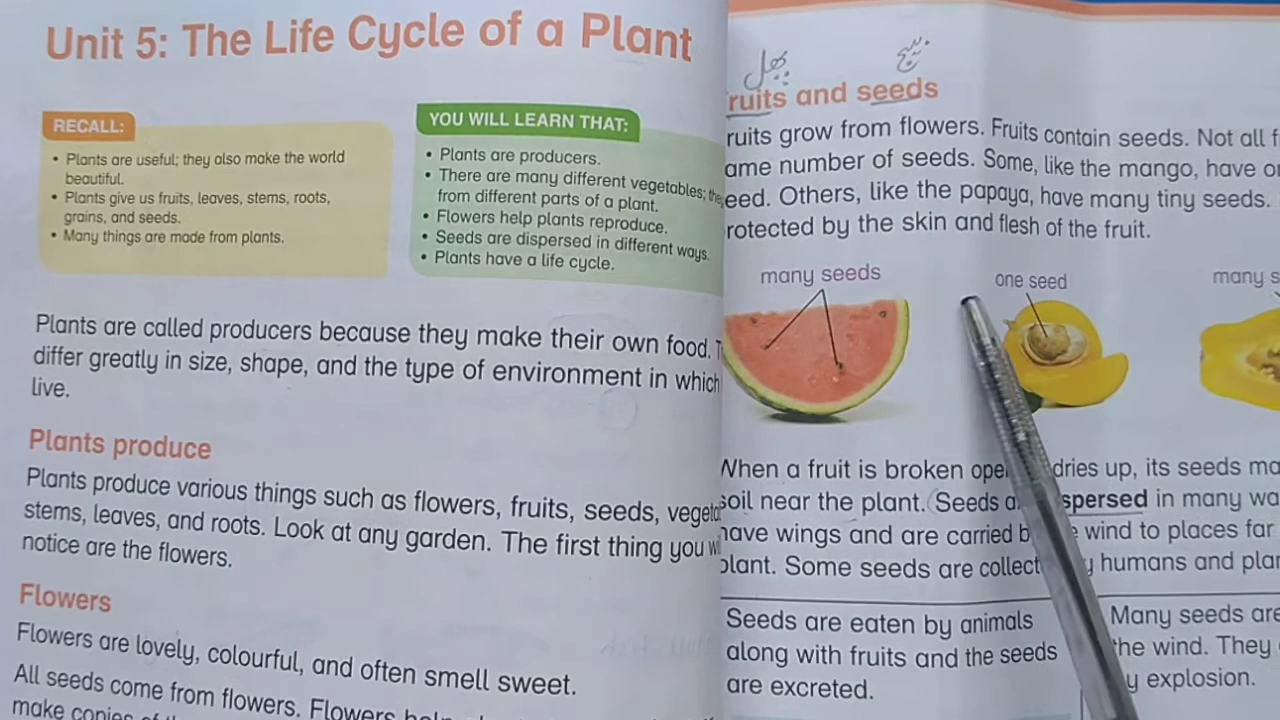 Unit 5: The Life Cycle of a Plant
RECALL:
• Plants are useful; they also make the world
beautiful.
• Plants give us fruits, leaves, stems, roots,
grains, and seeds.
• Many things are made from plants.
YOU WILL LEARN THAT:
• Plants are producers.
• There are many different vegetables;
from different parts of a plant.
• Flowers help plants reproduce.
• Seeds are dispersed in different ways.
• Plants have a life cycle.
Plants are called producers because they make their own food.
differ greatly in size, shape, and the type of environment in which
live.
Plants produce
Plants produce various things such as flowers, fruits, seeds,
stems, leaves, and roots. Look at any garden. The first thing you
notice are the flowers.
Flowers
Flowers are lovely, colourful, and often smell sweet.
All seeds come from flowers. Flowers
make copies
پھل بیج
ruits and seeds
ruits grow from flowers. Fruits contain seeds. Not all
ame number of seeds. Some, like the mango, have
eed. Others, like the papaya, have many tiny seeds.
rotected by the skin and flesh of the fruit.
many seeds
one seed
many
When a fruit is broken dries up, its seeds
soil near the plant. Seeds spersed in many
have wings and are carried wind to places far
plant. Some seeds are humans and
Seeds are eaten by animals
along with fruits and the seeds
are excreted.
Many seeds are
the wind. They
y explosion.